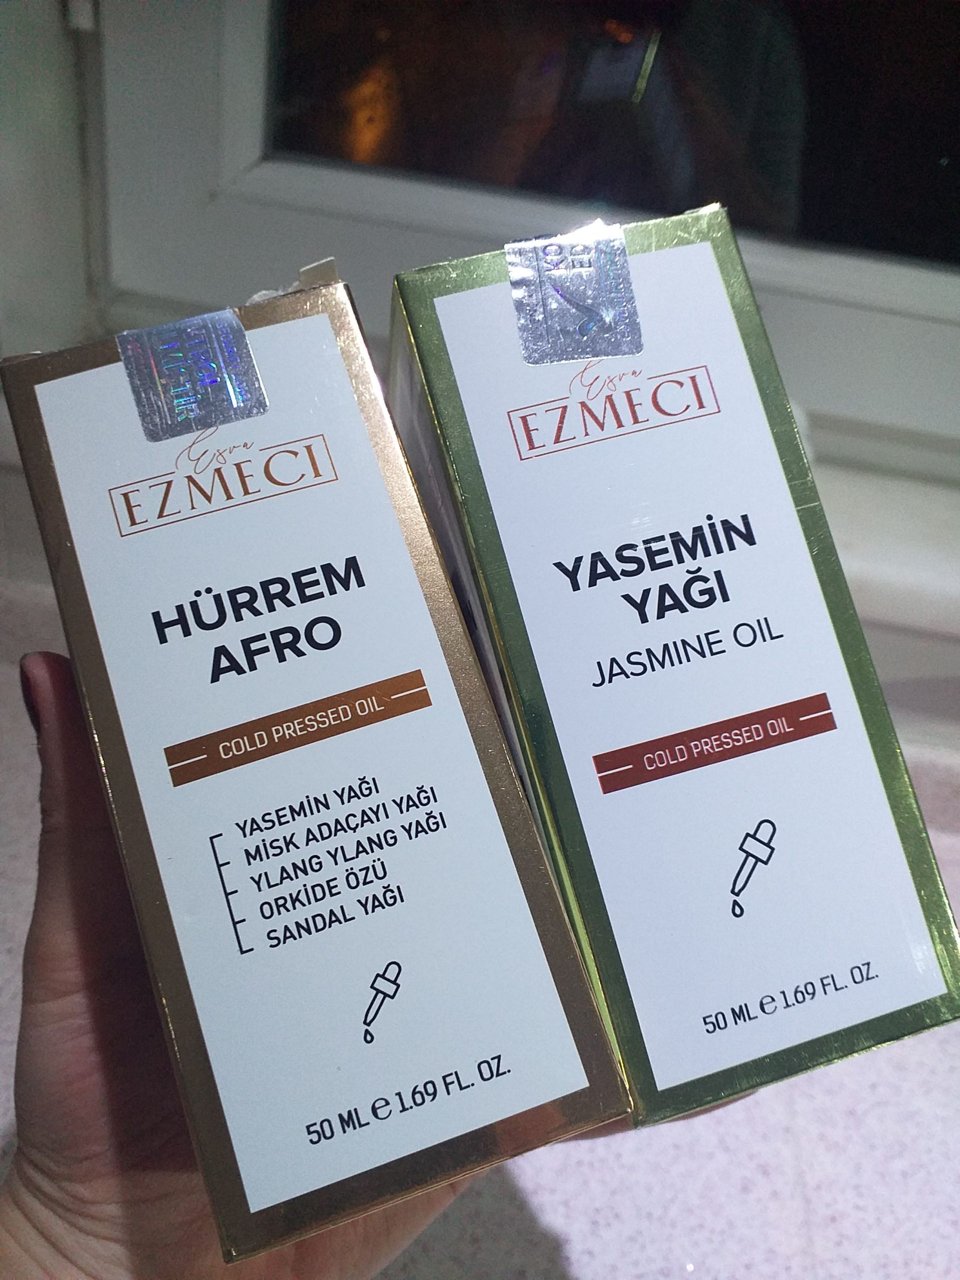 Esra
EZMECI
HÜRREM
AFRO
COLD PRESSED OIL
YASEMİN YAĞI
MİSK ADAÇAYI YAĞI
YLANG YLANG YAĞI
ORKİDE ÖZÜ
SANDAL YAĞI
50 ML ℮ 1.69 FL. OZ.
Esra
EZMECI
YASEMİN
YAĞI
JASMINE OIL
COLD PRESSED OIL
50 ML ℮ 1.69 FL. OZ.